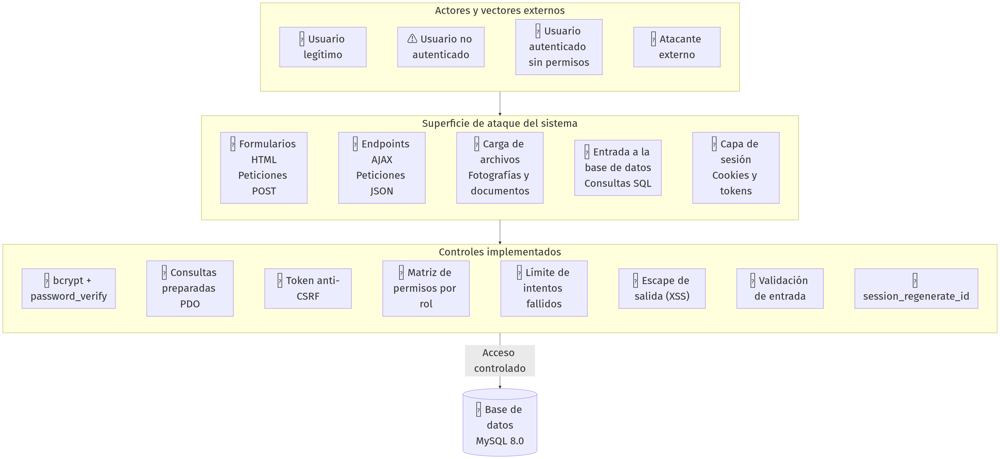 Actores y vectores externos
Usuario
legítimo
⚠ Usuario no
autenticado
Usuario
autenticado
sin permisos
Atacante
externo
Superficie de ataque del sistema
Formularios
HTML
Peticiones
POST
Endpoints
AJAX
Peticiones
JSON
Carga de
archivos
Fotografías y
documentos
Entrada a la
base de datos
Consultas SQL
Capa de
sesión
Cookies y
tokens
Controles implementados
bcrypt +
password_verify
Consultas
preparadas
PDO
Token anti-
CSRF
Matriz de
permisos por
rol
Límite de
intentos
fallidos
Escape de
salida (XSS)
Validación
de entrada
session_regenerate_id
Acceso
controlado
Base de
datos
MySQL 8.0